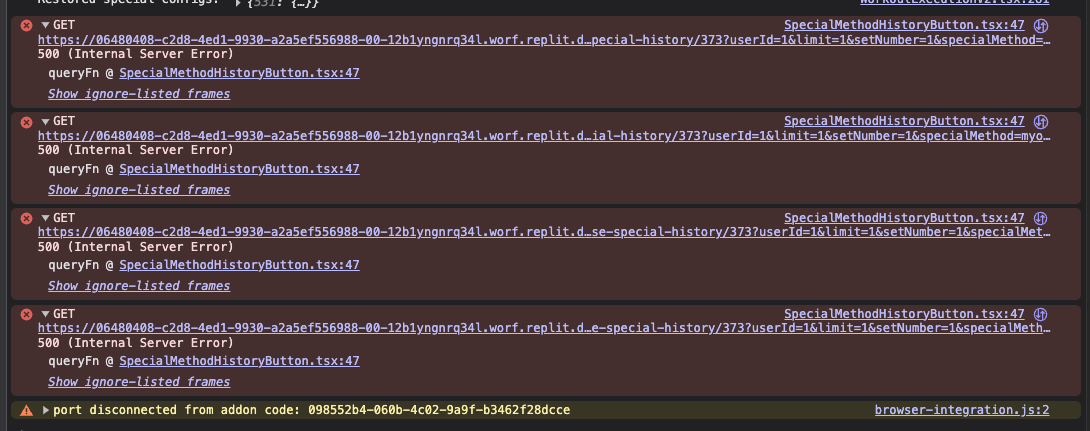 Restored special configs: ▶ {531: {…}} workoutExecutionV2.tsx:281
▼ GET SpecialMethodHistoryButton.tsx:47
https://06480408-c2d8-4ed1-9930-a2a5ef556988-00-12b1yngnrq34l.worf.replit.d…pecial-history/373?userId=1&limit=1&setNumber=1&specialMethod=…
500 (Internal Server Error)
queryFn @ SpecialMethodHistoryButton.tsx:47
Show ignore-listed frames
▼ GET SpecialMethodHistoryButton.tsx:47
https://06480408-c2d8-4ed1-9930-a2a5ef556988-00-12b1yngnrq34l.worf.replit.d…ial-history/373?userId=1&limit=1&setNumber=1&specialMethod=myo…
500 (Internal Server Error)
queryFn @ SpecialMethodHistoryButton.tsx:47
Show ignore-listed frames
▼ GET SpecialMethodHistoryButton.tsx:47
https://06480408-c2d8-4ed1-9930-a2a5ef556988-00-12b1yngnrq34l.worf.replit.d…se-special-history/373?userId=1&limit=1&setNumber=1&specialMet…
500 (Internal Server Error)
queryFn @ SpecialMethodHistoryButton.tsx:47
Show ignore-listed frames
▼ GET SpecialMethodHistoryButton.tsx:47
https://06480408-c2d8-4ed1-9930-a2a5ef556988-00-12b1yngnrq34l.worf.replit.d…e-special-history/373?userId=1&limit=1&setNumber=1&specialMeth…
500 (Internal Server Error)
queryFn @ SpecialMethodHistoryButton.tsx:47
Show ignore-listed frames
▶ port disconnected from addon code: 098552b4-060b-4c02-9a9f-b3462f28dcce browser-integration.js:2